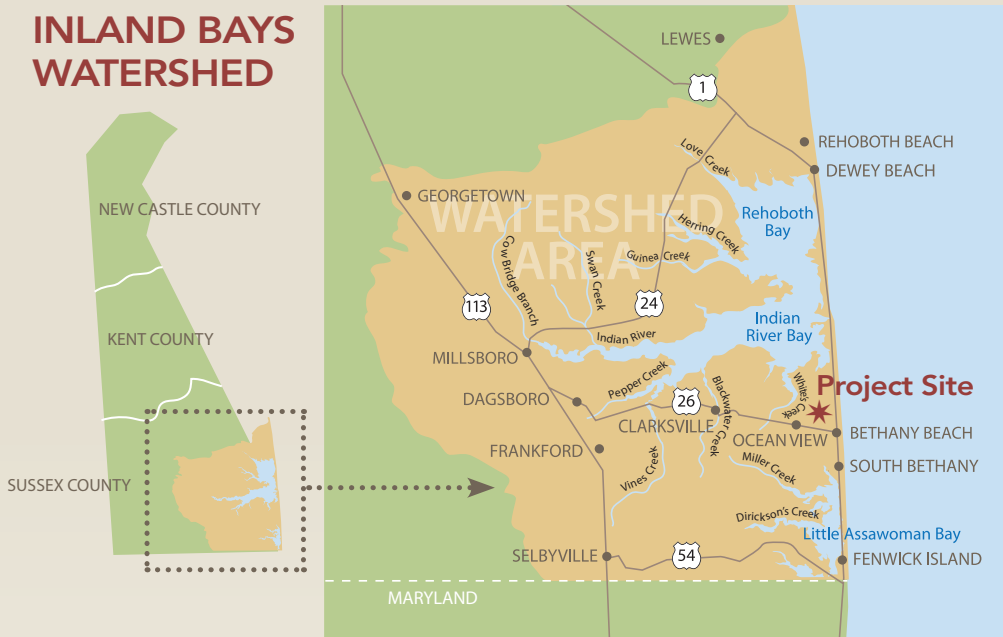 INLAND BAYS
WATERSHED
NEW CASTLE COUNTY
KENT COUNTY
SUSSEX COUNTY
LEWES
1
REHOBOTH BEACH
DEWEY BEACH
Love Creek
GEORGETOWN
WATERSHED
AREA
Rehoboth
Bay
Herring Creek
Guinea Creek
Swan Creek
Cow Bridge Branch
113
24
Indian
River Bay
Indian River
MILLSBORO
Pepper Creek
DAGSBORO
26
Blackwater Creek
White's Creek
Project Site
CLARKSVILLE
OCEAN VIEW
BETHANY BEACH
FRANKFORD
Vines Creek
Miller Creek
SOUTH BETHANY
Dirickson's Creek
Little Assawoman Bay
SELBYVILLE
54
FENWICK ISLAND
MARYLAND